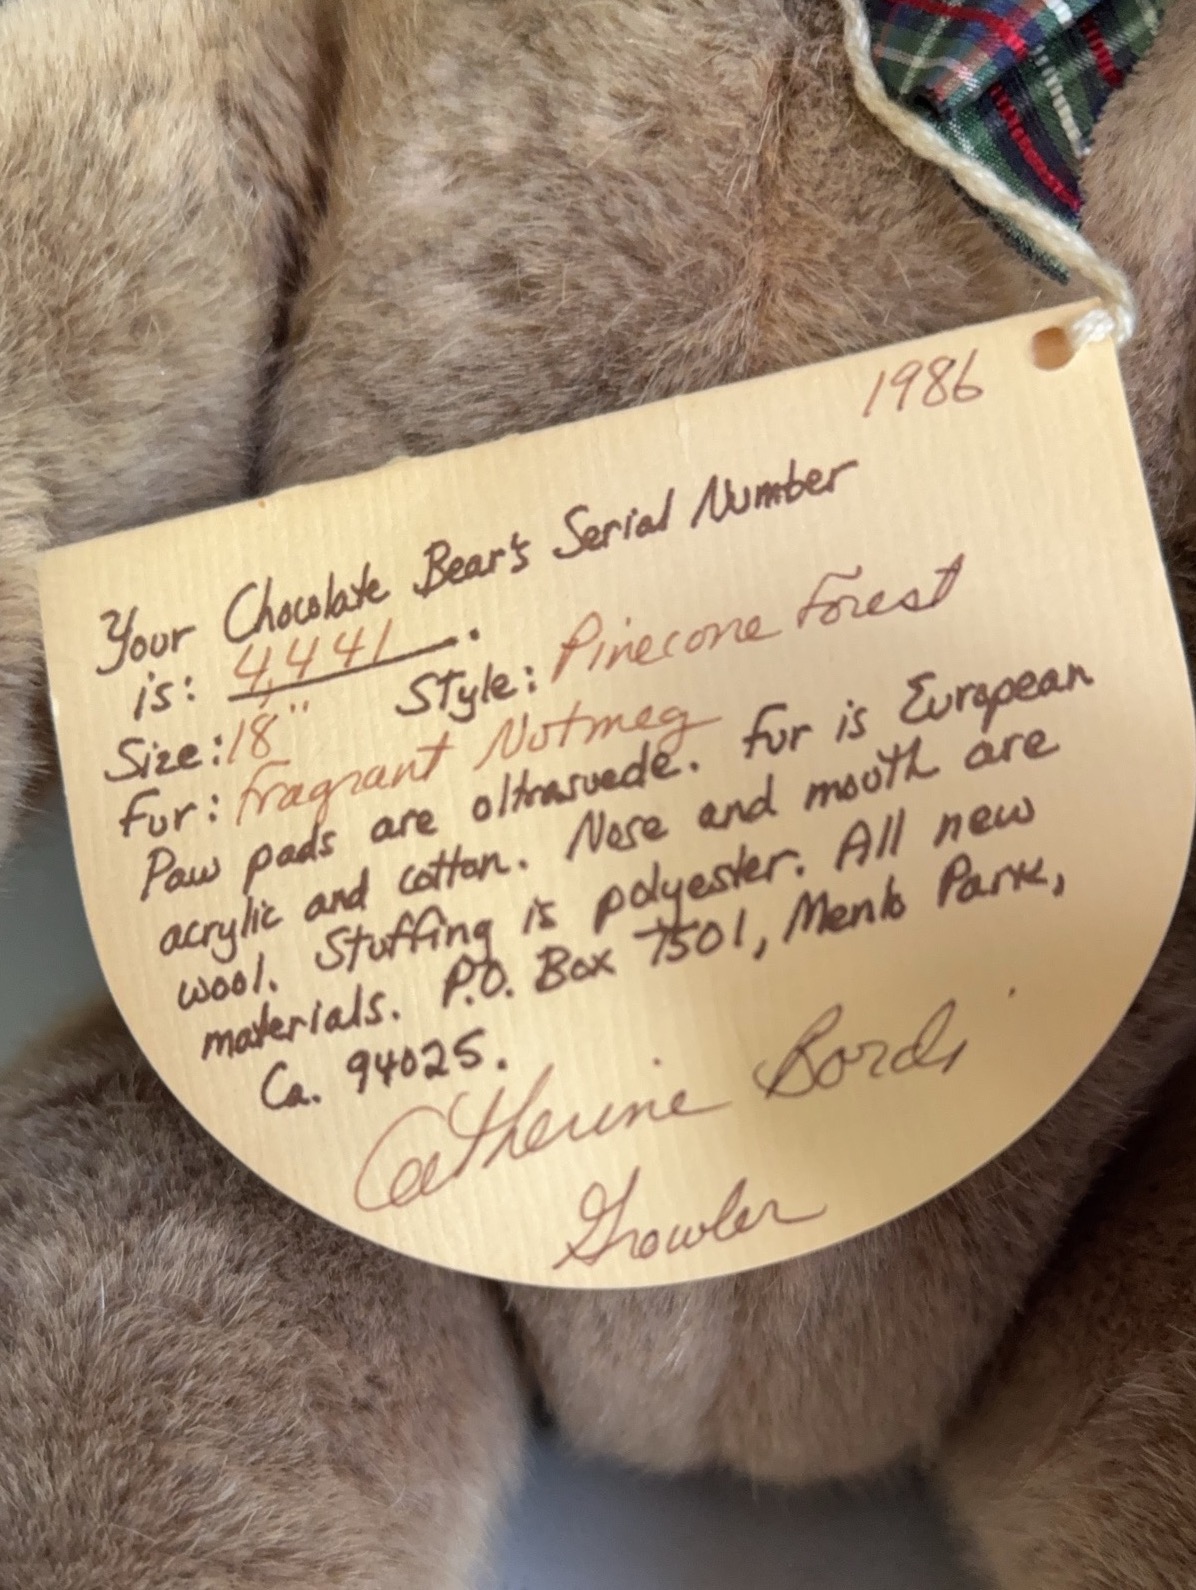 1986
Your Chocolate Bear's Serial Number
is: 4,441.  Style: Pinecone Forest
Size: 18"
Fur: Fragrant Nutmeg
Paw pads are ultrasuede. Fur is European
acrylic and cotton. Nose and mouth are
wool. Stuffing is polyester. All new
materials. P.O. Box 7501, Menlo Park,
Ca. 94025.
Catherine Bordi
Growler